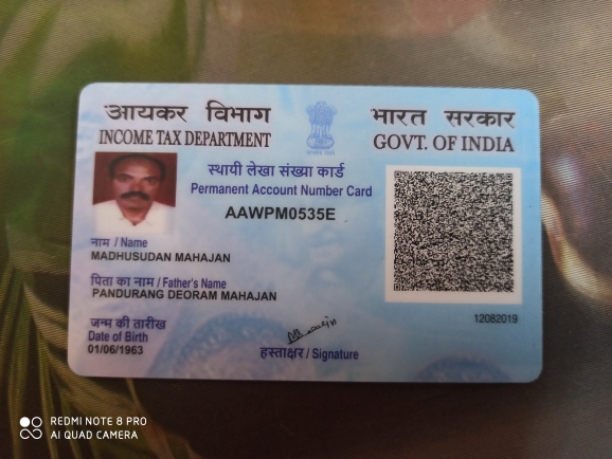 आयकर विभाग
INCOME TAX DEPARTMENT
भारत सरकार
GOVT. OF INDIA
स्थायी लेखा संख्या कार्ड
Permanent Account Number Card
AAWPM0535E
नाम / Name
MADHUSUDAN MAHAJAN
पिता का नाम / Father's Name
PANDURANG DEORAM MAHAJAN
जन्म की तारीख
Date of Birth
01/06/1963
हस्ताक्षर / Signature
12082019
REDMI NOTE 8 PRO
AI QUAD CAMERA